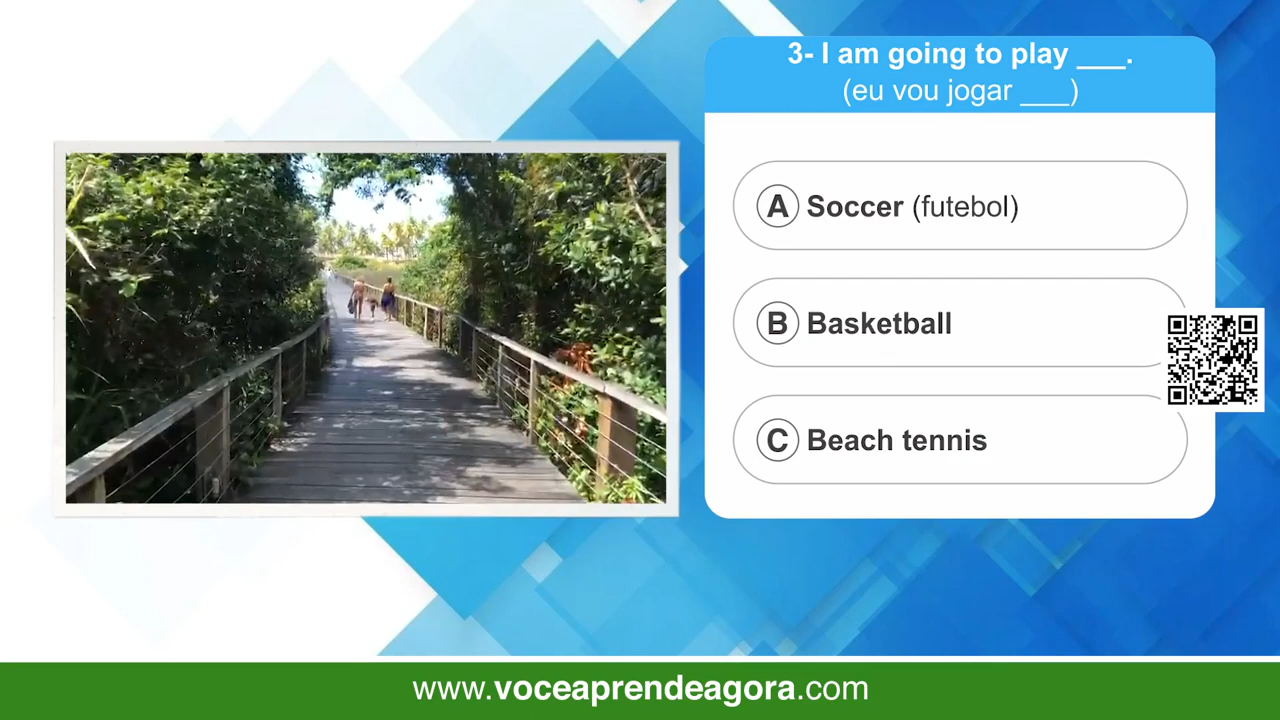 3- I am going to play ___.
(eu vou jogar ___)
A Soccer (futebol)
B Basketball
C Beach tennis
www.voceaprendeagora.com